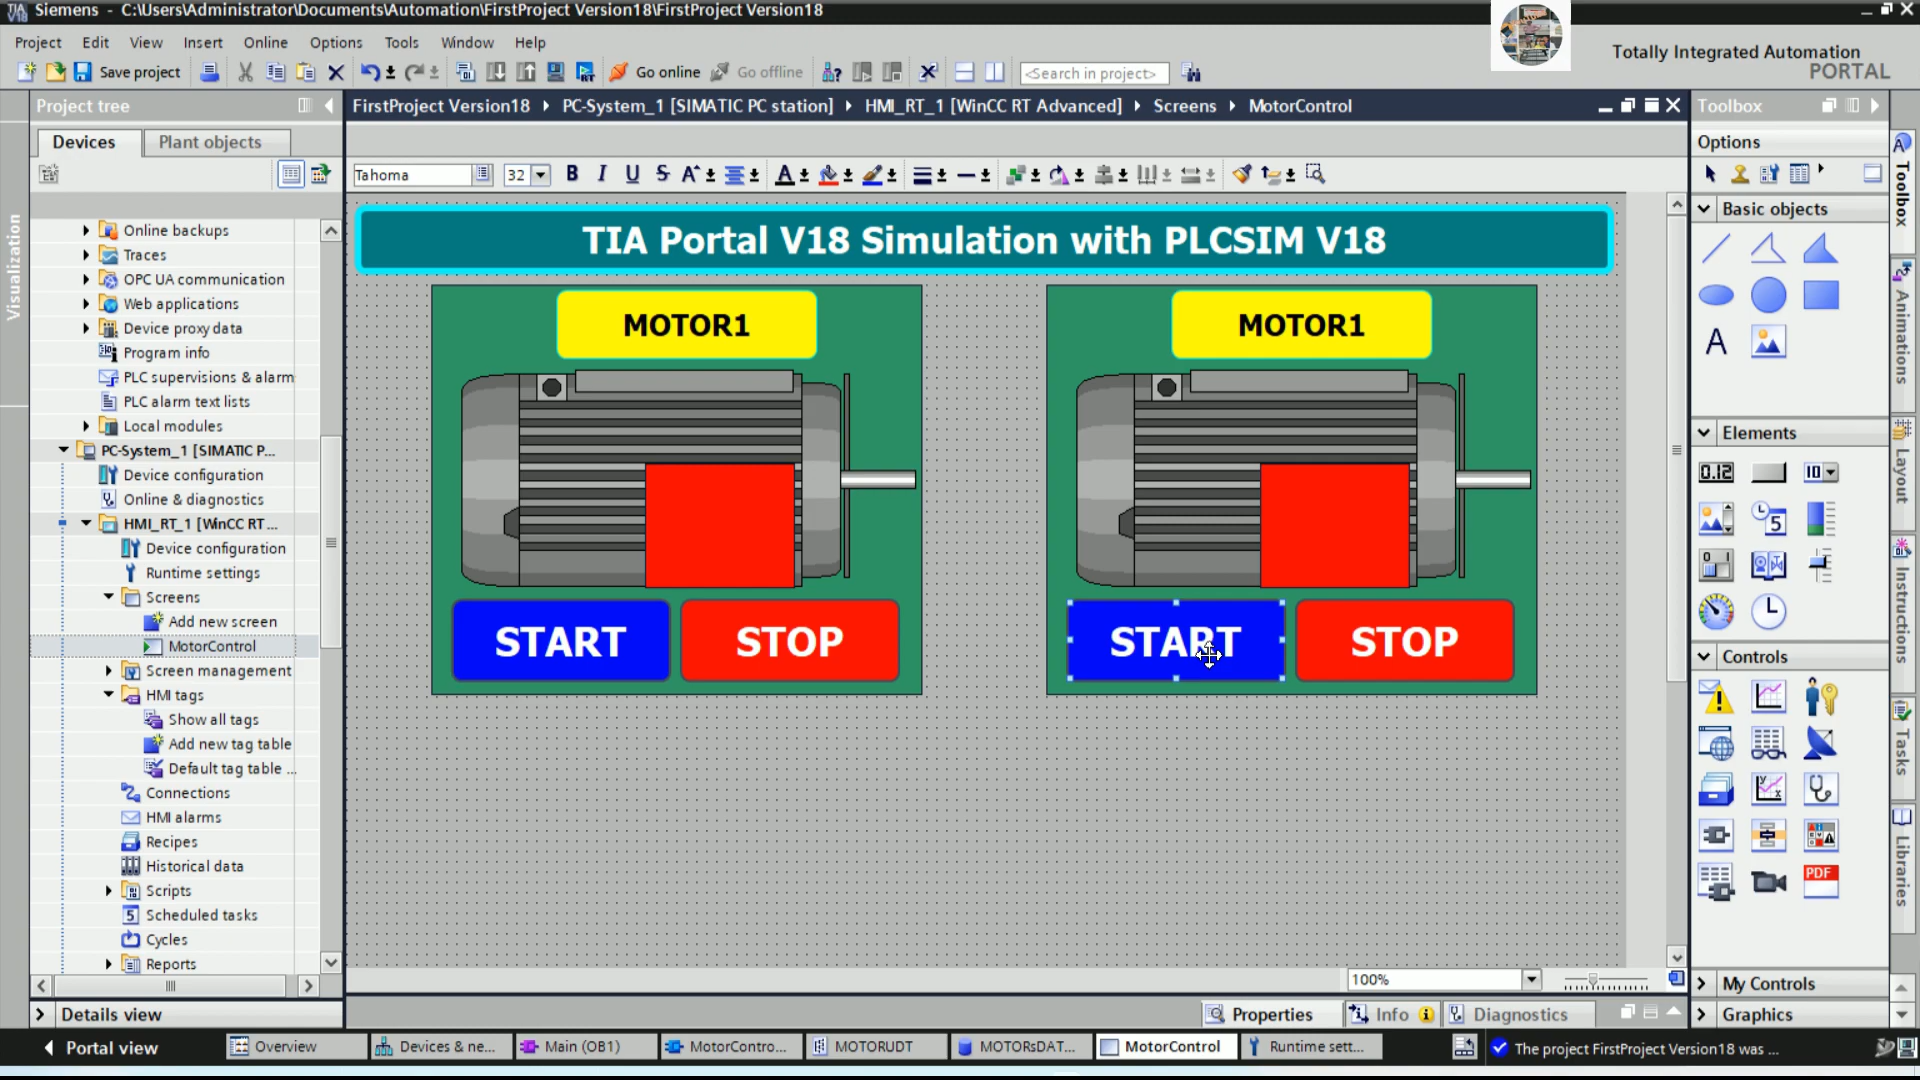 TIA V18
Siemens - C:\Users\Administrator\Documents\Automation\FirstProject Version18\FirstProject Version18
Project Edit View Insert Online Options Tools Window Help
Totally Integrated Automation
PORTAL
Save project
Go online
Go offline
<Search in project>
Project tree
FirstProject Version18 PC-System_1 [SIMATIC PC station] HMI_RT_1 [WinCC RT Advanced] Screens MotorControl
Toolbox
Devices
Plant objects
Options
Tahoma
32
B I U S A A
Visualization
Online backups
Traces
OPC UA communication
Web applications
Device proxy data
Program info
PLC supervisions & alarm
PLC alarm text lists
Local modules
PC-System_1 [SIMATIC P...
Device configuration
Online & diagnostics
HMI_RT_1 [WinCC RT ...
Device configuration
Runtime settings
Screens
Add new screen
MotorControl
Screen management
HMI tags
Show all tags
Add new tag table
Default tag table ...
Connections
HMI alarms
Recipes
Historical data
Scripts
Scheduled tasks
Cycles
Reports
Details view
TIA Portal V18 Simulation with PLCSIM V18
MOTOR1
START
STOP
MOTOR1
START
STOP
100%
Properties
Info
Diagnostics
Basic objects
A
Elements
0.12
10
5
Controls
PDF
My Controls
Graphics
Toolbox
Animations
Layout
Instructions
Tasks
Libraries
Portal view
Overview
Devices & ne...
Main (OB1)
MotorContro...
MOTORUDT
MOTORsDAT...
MotorControl
Runtime sett...
The project FirstProject Version18 was ...